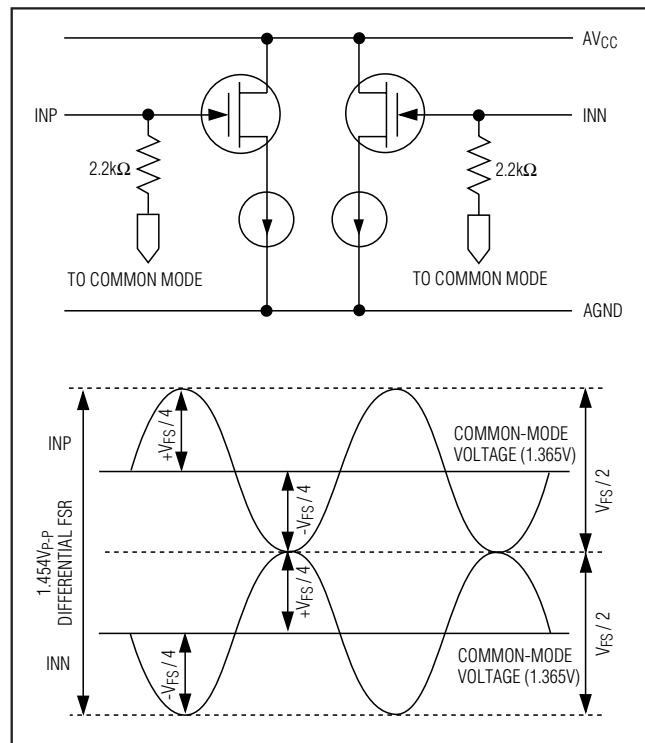 AVCC
INP
INN
2.2kΩ
2.2kΩ
TO COMMON MODE
TO COMMON MODE
AGND
INP
+VFS / 4
COMMON-MODE
VOLTAGE (1.365V)
-VFS / 4
VFS / 2
1.454VP-P
DIFFERENTIAL FSR
+VFS / 4
INN
-VFS / 4
COMMON-MODE
VOLTAGE (1.365V)
VFS / 2